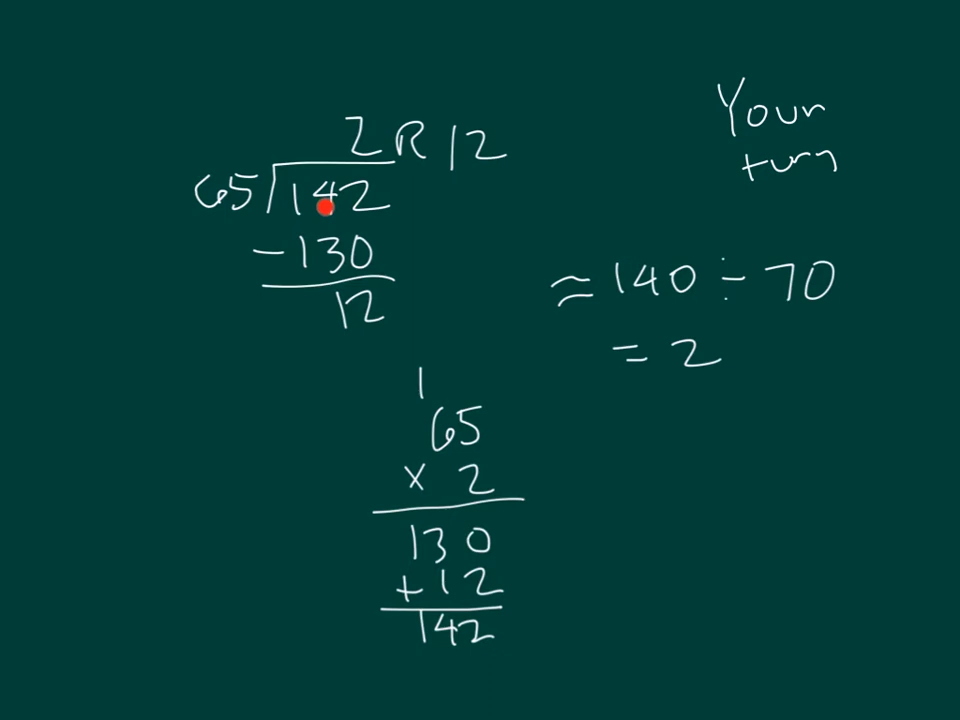 Your
turn
2 R 12
65)142
-130
12
≈ 140 ÷ 70
= 2
1
65
x 2
130
+12
142